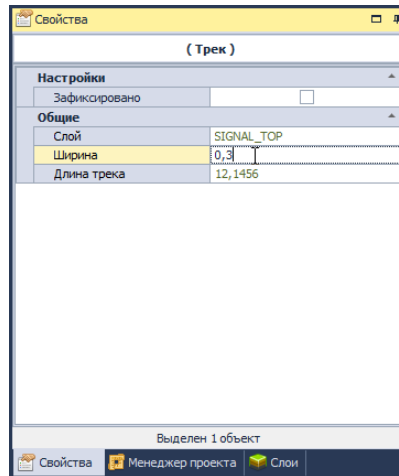 Свойства
( Трек )
Настройки
Зафиксировано
Общие
Слой SIGNAL_TOP
Ширина 0,3
Длина трека 12,1456
Выделен 1 объект
Свойства Менеджер проекта Слои